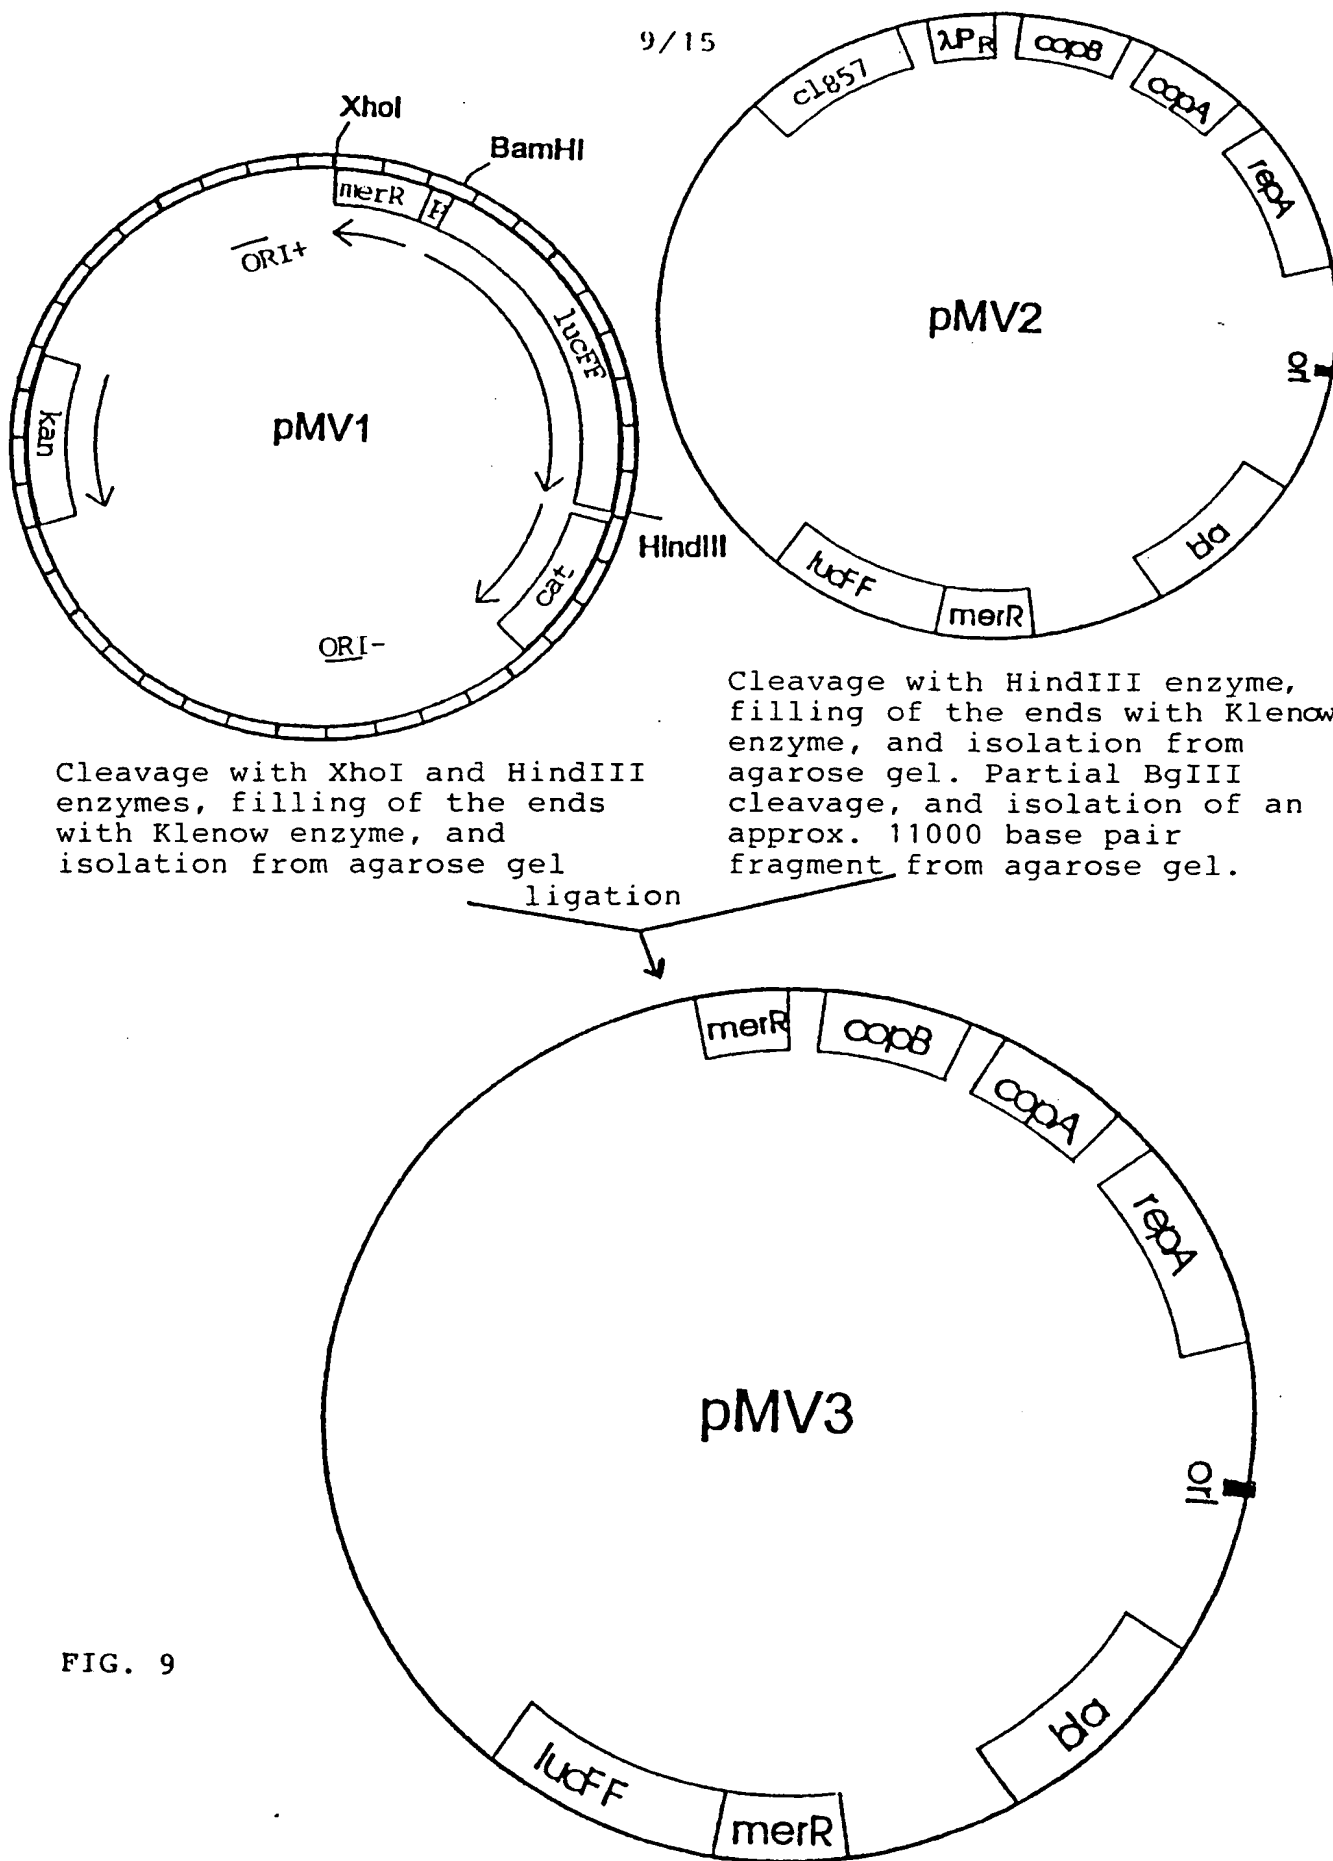 9/15
XhoI
BamHI
merR
P
ORI+
lucFF
kan
pMV1
HindIII
cat
ORI-
cI857
λPR
copB
copA
repA
pMV2
ori
bla
lucFF
merR
Cleavage with XhoI and HindIII
enzymes, filling of the ends
with Klenow enzyme, and
isolation from agarose gel
Cleavage with HindIII enzyme,
filling of the ends with Klenow
enzyme, and isolation from
agarose gel. Partial BglII
cleavage, and isolation of an
approx. 11000 base pair
fragment from agarose gel.
ligation
merR
copB
copA
repA
pMV3
ori
bla
lucFF
merR
FIG. 9